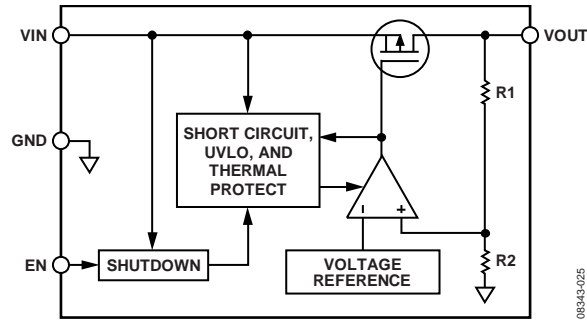 VIN
VOUT
R1
GND
SHORT CIRCUIT,
UVLO, AND
THERMAL
PROTECT
– +
EN
SHUTDOWN
VOLTAGE
REFERENCE
R2
08343-025